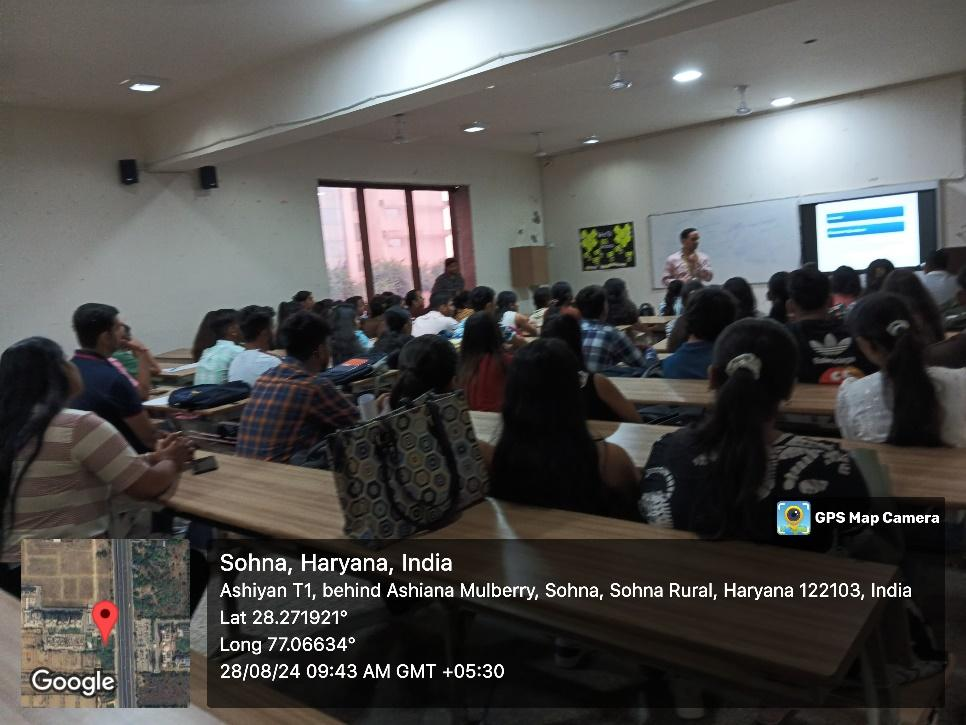 GPS Map Camera
Sohna, Haryana, India
Ashiyan T1, behind Ashiana Mulberry, Sohna, Sohna Rural, Haryana 122103, India
Lat 28.271921°
Long 77.06634°
28/08/24 09:43 AM GMT +05:30
Google